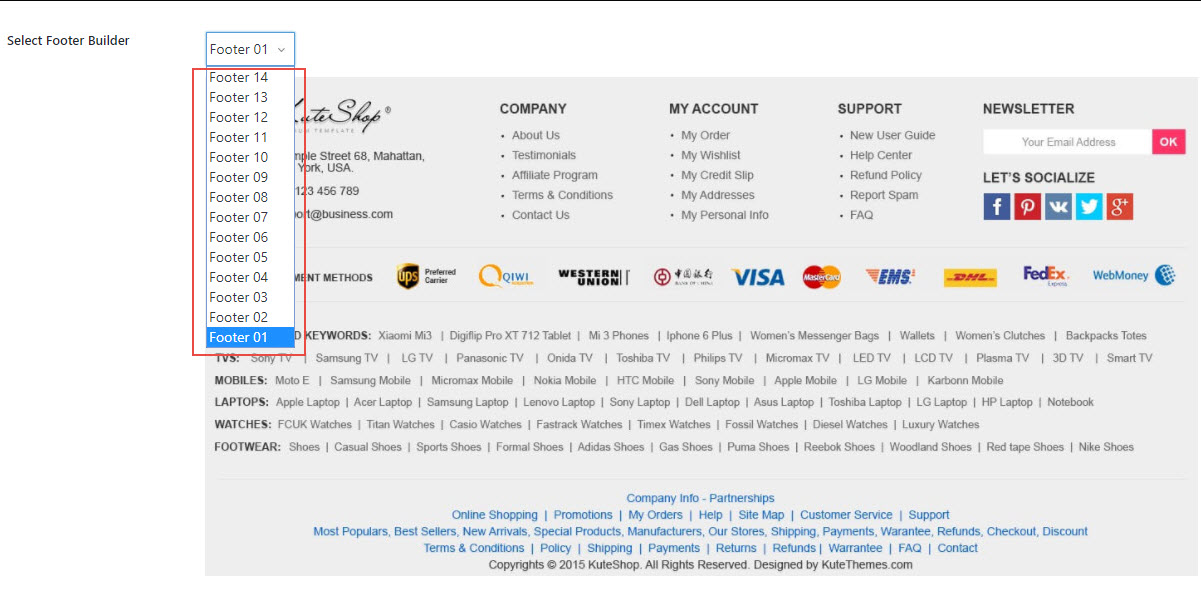 Select Footer Builder
Footer 01
Footer 14
Footer 13
Footer 12
Footer 11
Footer 10
Footer 09
Footer 08
Footer 07
Footer 06
Footer 05
Footer 04
Footer 03
Footer 02
Footer 01
KuteShop ®
TEMPLATE
Street 68, Mahattan,
York, USA.
123 456 789
@business.com
COMPANY
• About Us
• Testimonials
• Affiliate Program
• Terms & Conditions
• Contact Us
MY ACCOUNT
• My Order
• My Wishlist
• My Credit Slip
• My Addresses
• My Personal Info
SUPPORT
• New User Guide
• Help Center
• Refund Policy
• Report Spam
• FAQ
NEWSLETTER
Your Email Address OK
LET'S SOCIALIZE
METHODS
ups Preferred Carrier
QIWI
WESTERN UNION
中国银行
BANK OF CHINA
VISA
MasterCard
EMS
DHL
FedEx Express
WebMoney
KEYWORDS: Xiaomi Mi3 | Digiflip Pro XT 712 Tablet | Mi 3 Phones | Iphone 6 Plus | Women's Messenger Bags | Wallets | Women's Clutches | Backpacks Totes
TVS: Sony TV | Samsung TV | LG TV | Panasonic TV | Onida TV | Toshiba TV | Philips TV | Micromax TV | LED TV | LCD TV | Plasma TV | 3D TV | Smart TV
MOBILES: Moto E | Samsung Mobile | Micromax Mobile | Nokia Mobile | HTC Mobile | Sony Mobile | Apple Mobile | LG Mobile | Karbonn Mobile
LAPTOPS: Apple Laptop | Acer Laptop | Samsung Laptop | Lenovo Laptop | Sony Laptop | Dell Laptop | Asus Laptop | Toshiba Laptop | LG Laptop | HP Laptop | Notebook
WATCHES: FCUK Watches | Titan Watches | Casio Watches | Fastrack Watches | Timex Watches | Fossil Watches | Diesel Watches | Luxury Watches
FOOTWEAR: Shoes | Casual Shoes | Sports Shoes | Formal Shoes | Adidas Shoes | Gas Shoes | Puma Shoes | Reebok Shoes | Woodland Shoes | Red tape Shoes | Nike Shoes
Company Info - Partnerships
Online Shopping | Promotions | My Orders | Help | Site Map | Customer Service | Support
Most Populars, Best Sellers, New Arrivals, Special Products, Manufacturers, Our Stores, Shipping, Payments, Warantee, Refunds, Checkout, Discount
Terms & Conditions | Policy | Shipping | Payments | Returns | Refunds | Warrantee | FAQ | Contact
Copyrights © 2015 KuteShop. All Rights Reserved. Designed by KuteThemes.com